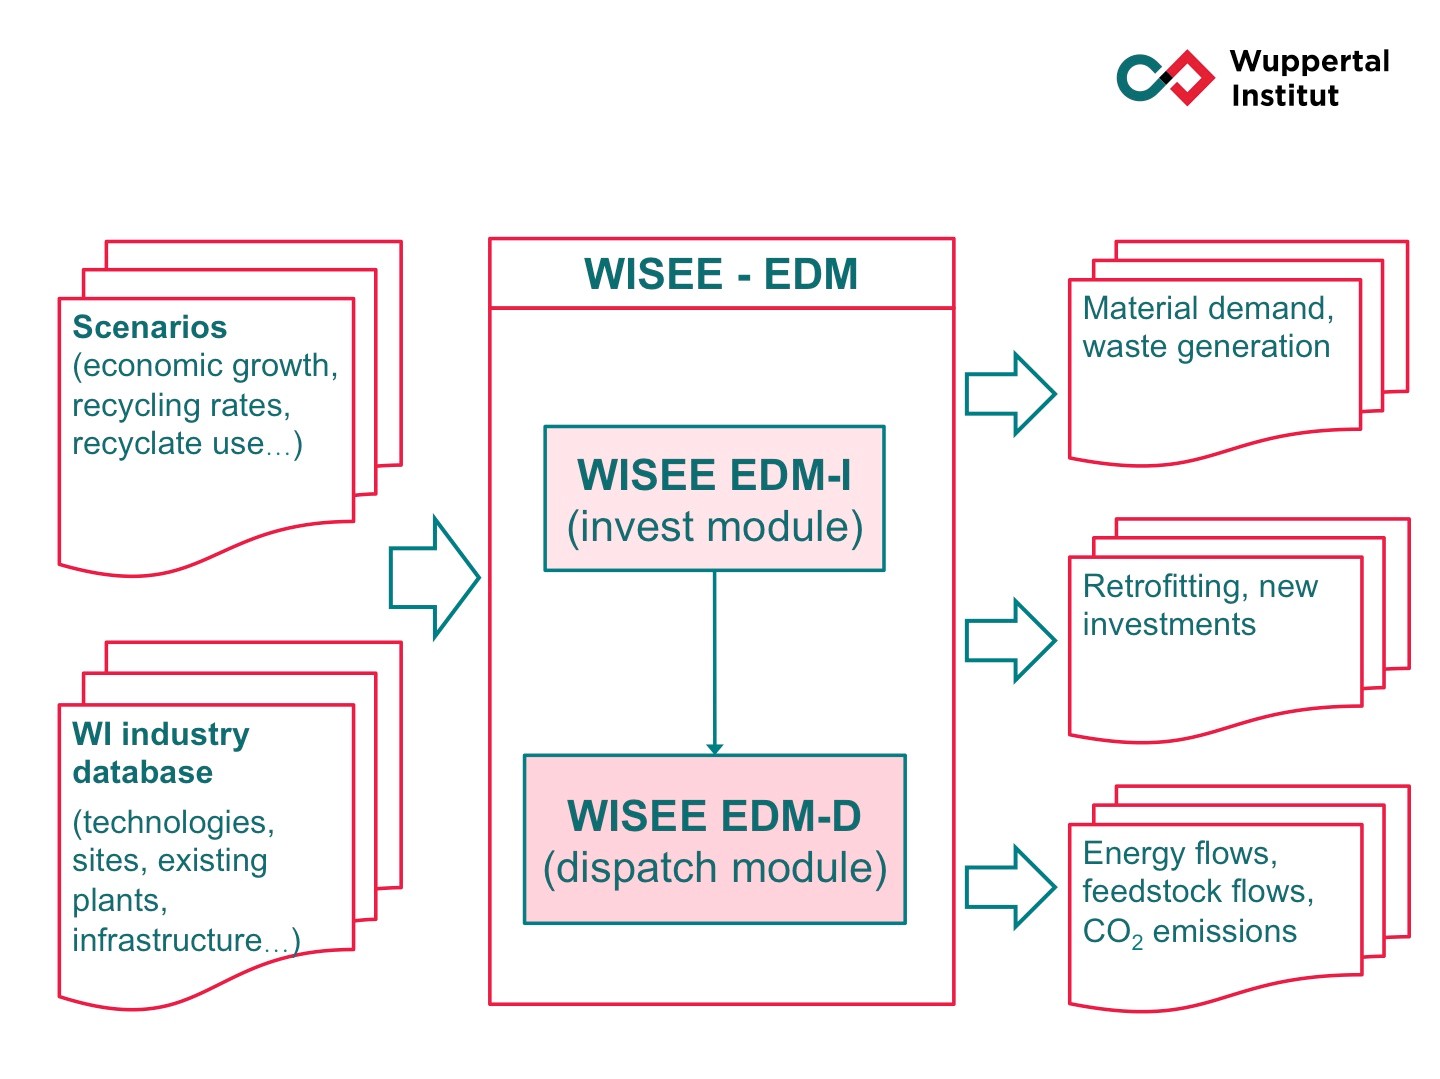 Wuppertal
Institut
Scenarios
(economic growth,
recycling rates,
recyclate use…)
WI industry
database
(technologies,
sites, existing
plants,
infrastructure…)
WISEE - EDM
WISEE EDM-I
(invest module)
WISEE EDM-D
(dispatch module)
Material demand,
waste generation
Retrofitting, new
investments
Energy flows,
feedstock flows,
CO₂ emissions